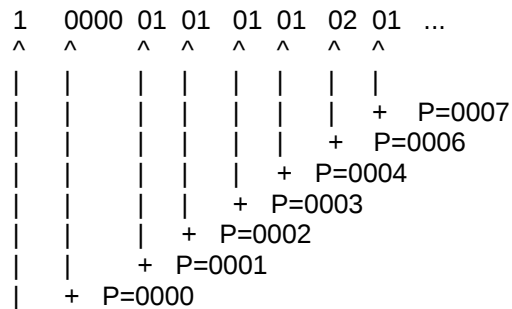 1 0000 01 01 01 01 02 01 ...
^ ^ ^ ^ ^ ^ ^ ^
| | | | | | | |
| | | | | | | + P=0007
| | | | | | + P=0006
| | | | | + P=0004
| | | | + P=0003
| | | + P=0002
| | + P=0001
| + P=0000